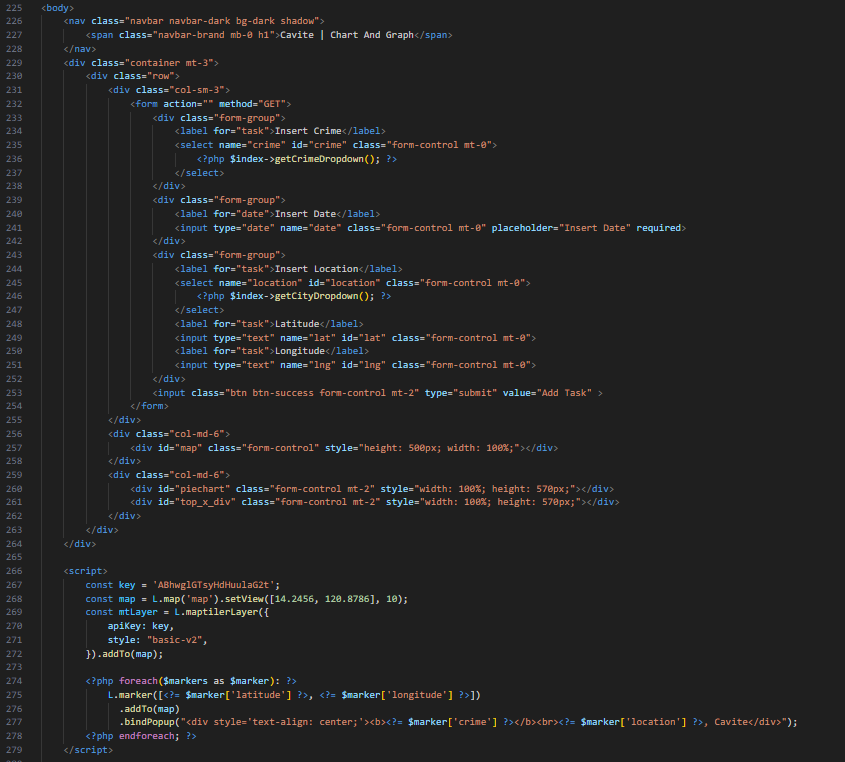 225 <body>
226 <nav class="navbar navbar-dark bg-dark shadow">
227 <span class="navbar-brand mb-0 h1">Cavite | Chart And Graph</span>
228 </nav>
229 <div class="container mt-3">
230 <div class="row">
231 <div class="col-sm-3">
232 <form action="" method="GET">
233 <div class="form-group">
234 <label for="task">Insert Crime</label>
235 <select name="crime" id="crime" class="form-control mt-0">
236 <?php $index->getCrimeDropdown(); ?>
237 </select>
238 </div>
239 <div class="form-group">
240 <label for="date">Insert Date</label>
241 <input type="date" name="date" class="form-control mt-0" placeholder="Insert Date" required>
242 </div>
243 <div class="form-group">
244 <label for="task">Insert Location</label>
245 <select name="location" id="location" class="form-control mt-0">
246 <?php $index->getCityDropdown(); ?>
247 </select>
248 <label for="task">Latitude</label>
249 <input type="text" name="lat" id="lat" class="form-control mt-0">
250 <label for="task">Longitude</label>
251 <input type="text" name="lng" id="lng" class="form-control mt-0">
252 </div>
253 <input class="btn btn-success form-control mt-2" type="submit" value="Add Task" >
254 </form>
255 </div>
256 <div class="col-md-6">
257 <div id="map" class="form-control" style="height: 500px; width: 100%;"></div>
258 </div>
259 <div class="col-md-6">
260 <div id="piechart" class="form-control mt-2" style="width: 100%; height: 570px;"></div>
261 <div id="top_x_div" class="form-control mt-2" style="width: 100%; height: 570px;"></div>
262 </div>
263 </div>
264 </div>
265
266 <script>
267 const key = 'ABhwglGTsyHdHuulaG2t';
268 const map = L.map('map').setView([14.2456, 120.8786], 10);
269 const mtLayer = L.maptilerLayer({
270 apiKey: key,
271 style: "basic-v2",
272 }).addTo(map);
273
274 <?php foreach($markers as $marker): ?>
275 L.marker([<?= $marker['latitude'] ?>, <?= $marker['longitude'] ?>])
276 .addTo(map)
277 .bindPopup("<div style='text-align: center;'><b><?= $marker['crime'] ?></b><br><?= $marker['location'] ?>, Cavite</div>");
278 <?php endforeach; ?>
279 </script>